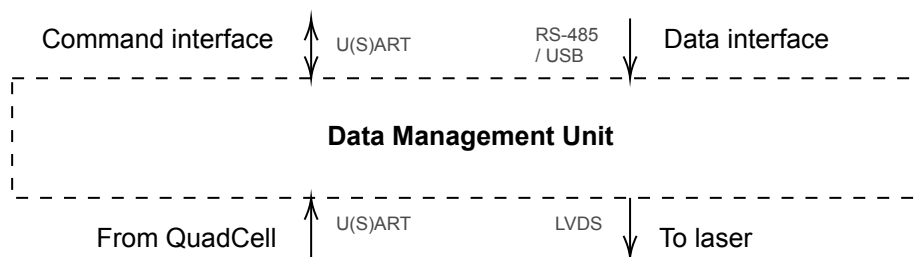 Command interface
U(S)ART
RS-485
/ USB
Data interface
Data Management Unit
From QuadCell
U(S)ART
LVDS
To laser